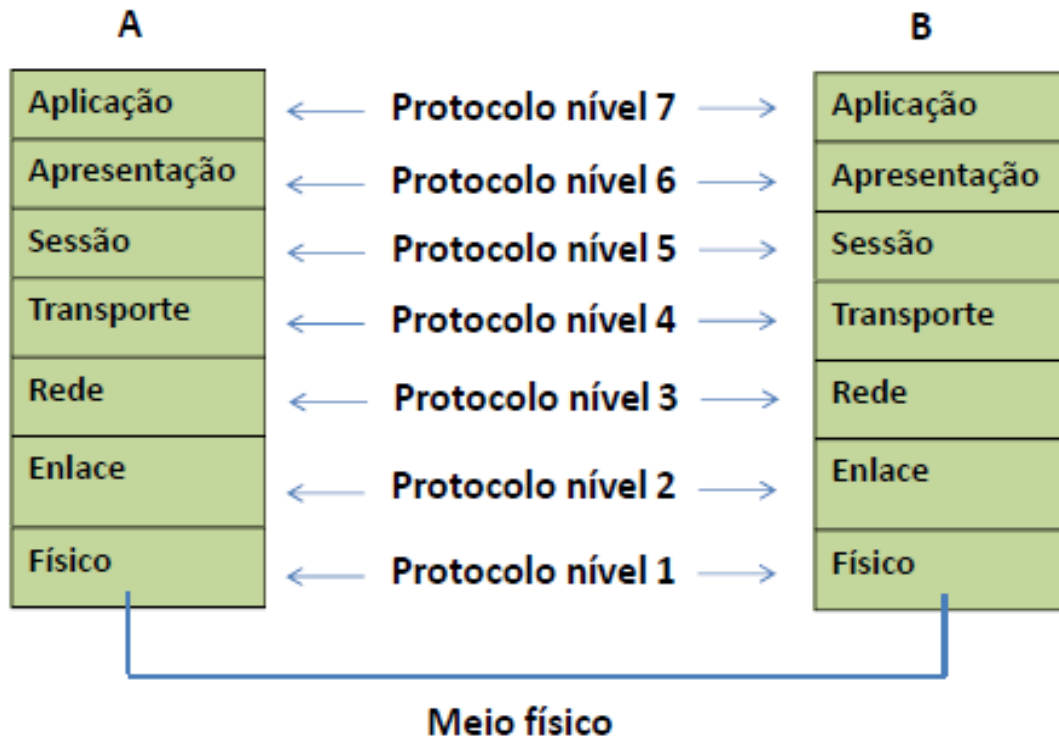 A B
Aplicação Protocolo nível 7 Aplicação
Apresentação Protocolo nível 6 Apresentação
Sessão Protocolo nível 5 Sessão
Transporte Protocolo nível 4 Transporte
Rede Protocolo nível 3 Rede
Enlace Protocolo nível 2 Enlace
Físico Protocolo nível 1 Físico
Meio físico